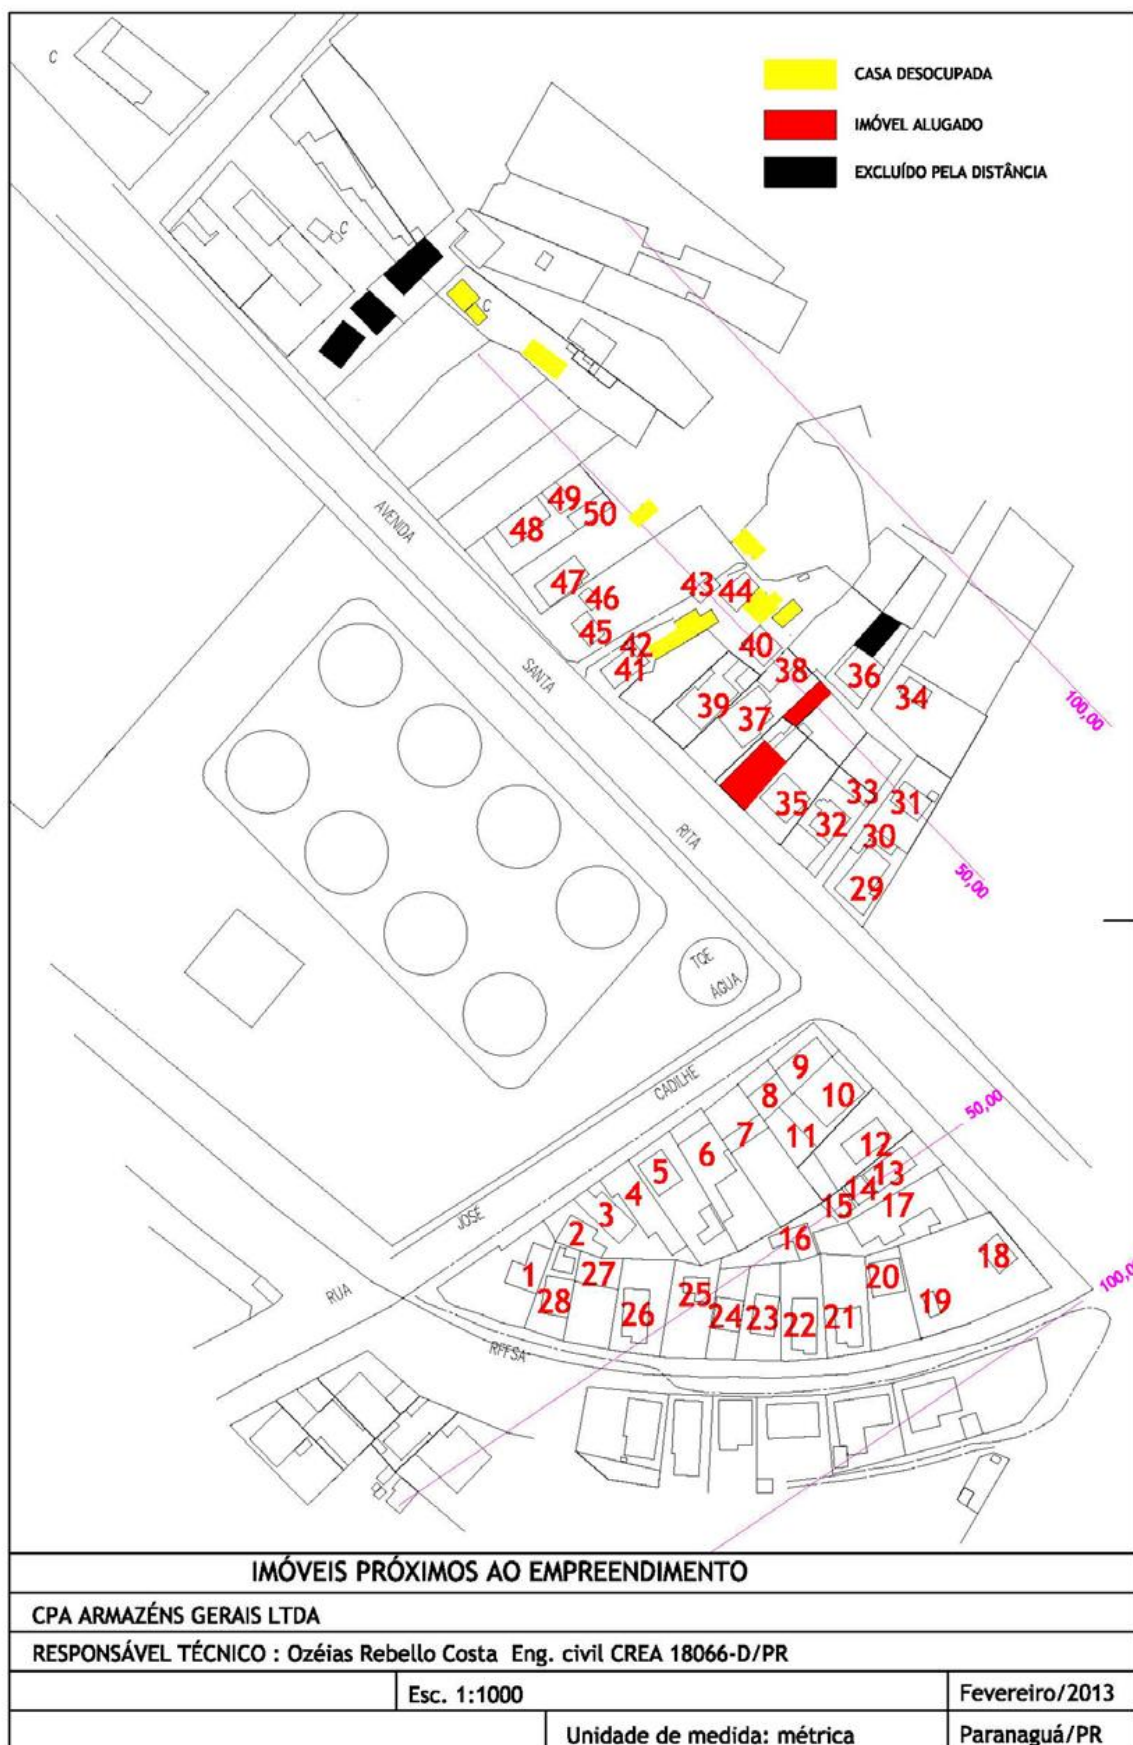 C
CASA DESOCUPADA
IMÓVEL ALUGADO
EXCLUÍDO PELA DISTÂNCIA
C
C
AVENIDA
49
50
48
47
43
44
46
45
42
41
40
38
36
34
SANTA
39
37
100,00
35
33
31
32
30
RITA
29
50,00
TQE
ÁGUA
CADILHE
9
8
10
50,00
7
11
6
12
5
13
4
14
15
17
JOSÉ
3
2
16
18
1
27
20
100,00
RUA
28
25
19
26
24
23
22
21
RFFSA
IMÓVEIS PRÓXIMOS AO EMPREENDIMENTO
CPA ARMAZÉNS GERAIS LTDA
RESPONSÁVEL TÉCNICO : Ozéias Rebello Costa Eng. civil CREA 18066-D/PR
Esc. 1:1000
Fevereiro/2013
Unidade de medida: métrica
Paranaguá/PR